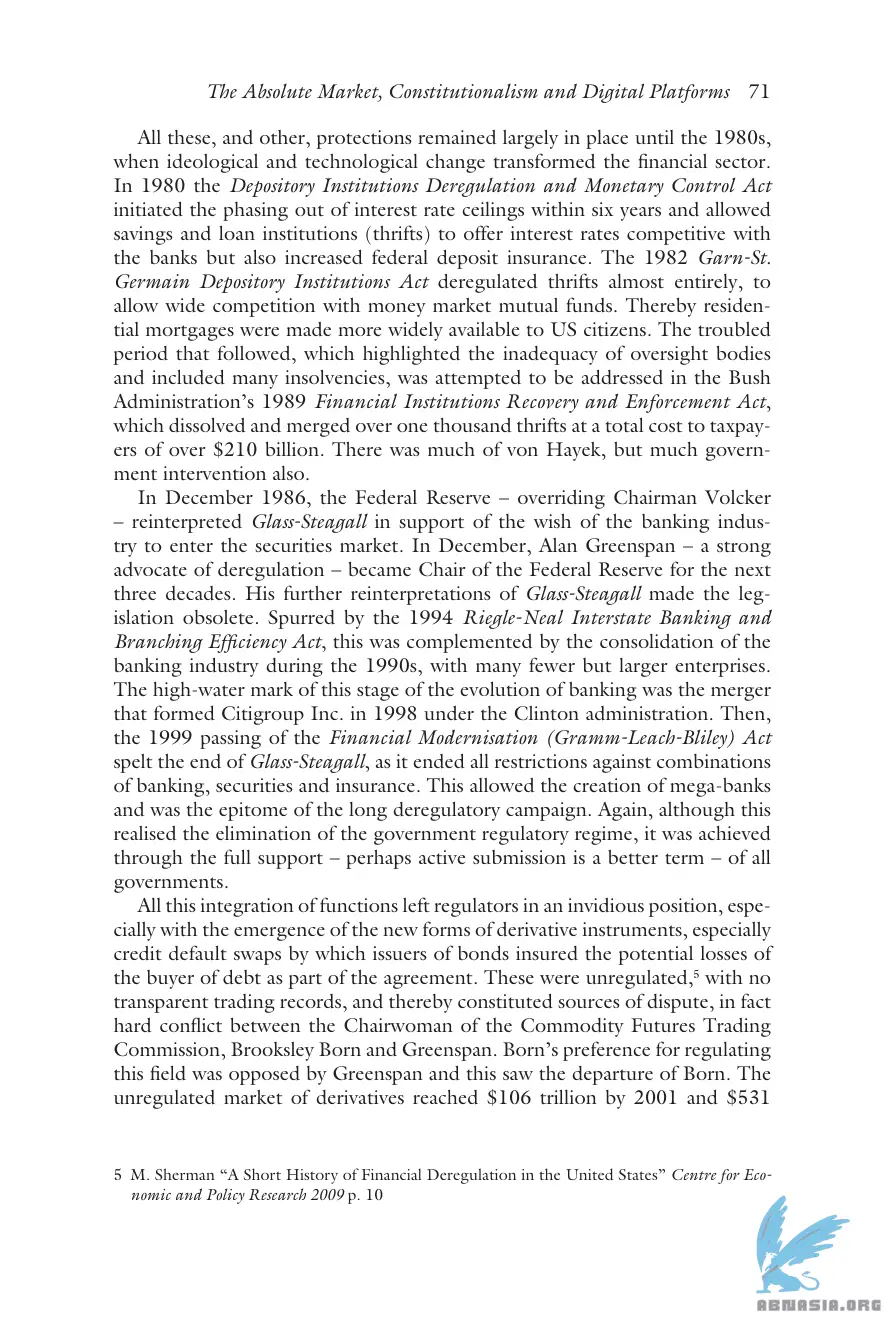 The Absolute Market, Constitutionalism and Digital Platforms 71
All these, and other, protections remained largely in place until the 1980s,
when ideological and technological change transformed the financial sector.
In 1980 the Depository Institutions Deregulation and Monetary Control Act
initiated the phasing out of interest rate ceilings within six years and allowed
savings and loan institutions (thrifts) to offer interest rates competitive with
the banks but also increased federal deposit insurance. The 1982 Garn-St.
Germain Depository Institutions Act deregulated thrifts almost entirely, to
allow wide competition with money market mutual funds. Thereby residen-
tial mortgages were made more widely available to US citizens. The troubled
period that followed, which highlighted the inadequacy of oversight bodies
and included many insolvencies, was attempted to be addressed in the Bush
Administration's 1989 Financial Institutions Recovery and Enforcement Act,
which dissolved and merged over one thousand thrifts at a total cost to taxpay-
ers of over $210 billion. There was much of von Hayek, but much govern-
ment intervention also.
In December 1986, the Federal Reserve – overriding Chairman Volcker
– reinterpreted Glass-Steagall in support of the wish of the banking indus-
try to enter the securities market. In December, Alan Greenspan – a strong
advocate of deregulation – became Chair of the Federal Reserve for the next
three decades. His further reinterpretations of Glass-Steagall made the leg-
islation obsolete. Spurred by the 1994 Riegle-Neal Interstate Banking and
Branching Efficiency Act, this was complemented by the consolidation of the
banking industry during the 1990s, with many fewer but larger enterprises.
The high-water mark of this stage of the evolution of banking was the merger
that formed Citigroup Inc. in 1998 under the Clinton administration. Then,
the 1999 passing of the Financial Modernisation (Gramm-Leach-Bliley) Act
spelt the end of Glass-Steagall, as it ended all restrictions against combinations
of banking, securities and insurance. This allowed the creation of mega-banks
and was the epitome of the long deregulatory campaign. Again, although this
realised the elimination of the government regulatory regime, it was achieved
through the full support – perhaps active submission is a better term – of all
governments.
All this integration of functions left regulators in an invidious position, espe-
cially with the emergence of the new forms of derivative instruments, especially
credit default swaps by which issuers of bonds insured the potential losses of
the buyer of debt as part of the agreement. These were unregulated,5 with no
transparent trading records, and thereby constituted sources of dispute, in fact
hard conflict between the Chairwoman of the Commodity Futures Trading
Commission, Brooksley Born and Greenspan. Born's preference for regulating
this field was opposed by Greenspan and this saw the departure of Born. The
unregulated market of derivatives reached $106 trillion by 2001 and $531
5 M. Sherman "A Short History of Financial Deregulation in the United States" Centre for Eco-
nomic and Policy Research 2009 p. 10
ABNASIA.ORG